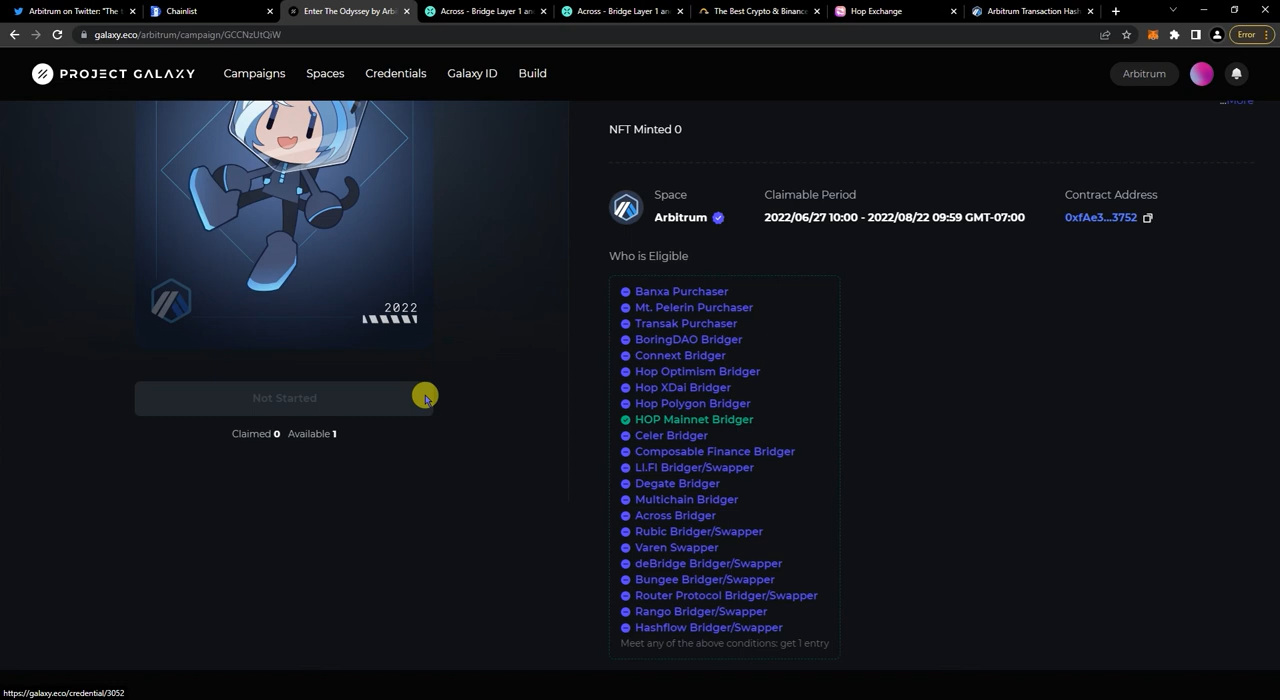 Arbitrum on Twitter: "The t
Chainlist
Enter The Odyssey by Arbi
Across - Bridge Layer 1 an
Across - Bridge Layer 1 an
The Best Crypto & Binance
Hop Exchange
Arbitrum Transaction Hash
galaxy.eco/arbitrum/campaign/GCCNzUtQiW
Error
PROJECT GALAXY
Campaigns
Spaces
Credentials
Galaxy ID
Build
Arbitrum
...More
NFT Minted 0
Space
Arbitrum
Claimable Period
2022/06/27 10:00 - 2022/08/22 09:59 GMT-07:00
Contract Address
0xfAe3...3752
Who is Eligible
Banxa Purchaser
Mt. Pelerin Purchaser
Transak Purchaser
BoringDAO Bridger
Connext Bridger
Hop Optimism Bridger
Hop XDai Bridger
Hop Polygon Bridger
HOP Mainnet Bridger
Celer Bridger
Composable Finance Bridger
LI.FI Bridger/Swapper
Degate Bridger
Multichain Bridger
Across Bridger
Rubic Bridger/Swapper
Varen Swapper
deBridge Bridger/Swapper
Bungee Bridger/Swapper
Router Protocol Bridger/Swapper
Rango Bridger/Swapper
Hashflow Bridger/Swapper
Meet any of the above conditions: get 1 entry
2022
Not Started
Claimed 0 Available 1
https://galaxy.eco/credential/3052